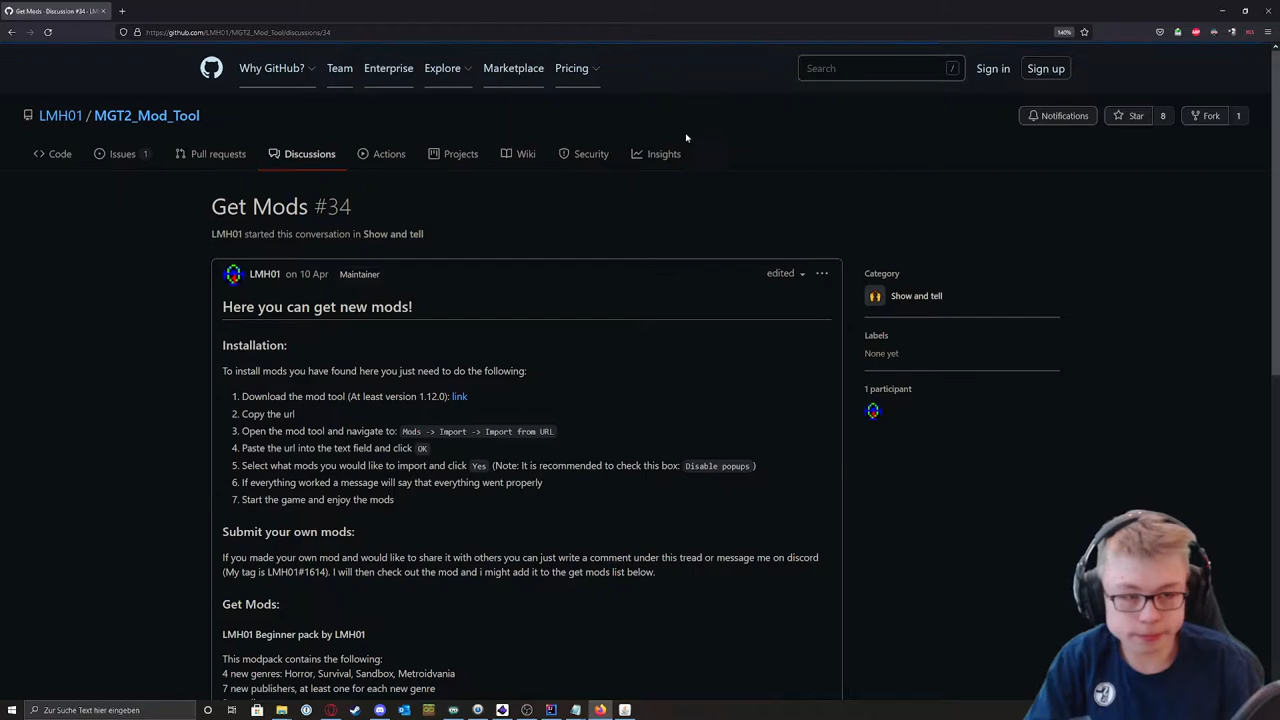 Get Mods · Discussion #34 · LMH
https://github.com/LMH01/MGT2_Mod_Tool/discussions/34
140%
Why GitHub?
Team
Enterprise
Explore
Marketplace
Pricing
Search
/
Sign in
Sign up
LMH01 / MGT2_Mod_Tool
Notifications
Star
8
Fork
1
Code
Issues 1
Pull requests
Discussions
Actions
Projects
Wiki
Security
Insights
Get Mods #34
LMH01 started this conversation in Show and tell
LMH01 on 10 Apr Maintainer
edited
Here you can get new mods!
Installation:
To install mods you have found here you just need to do the following:
1. Download the mod tool (At least version 1.12.0): link
2. Copy the url
3. Open the mod tool and navigate to: Mods -> Import -> Import from URL
4. Paste the url into the text field and click OK
5. Select what mods you would like to import and click Yes (Note: It is recommended to check this box: Disable popups)
6. If everything worked a message will say that everything went properly
7. Start the game and enjoy the mods
Submit your own mods:
If you made your own mod and would like to share it with others you can just write a comment under this tread or message me on discord
(My tag is LMH01#1614). I will then check out the mod and i might add it to the get mods list below.
Get Mods:
LMH01 Beginner pack by LMH01
This modpack contains the following:
4 new genres: Horror, Survival, Sandbox, Metroidvania
7 new publishers, at least one for each new genre
Category
Show and tell
Labels
None yet
1 participant
Zur Suche Text hier eingeben